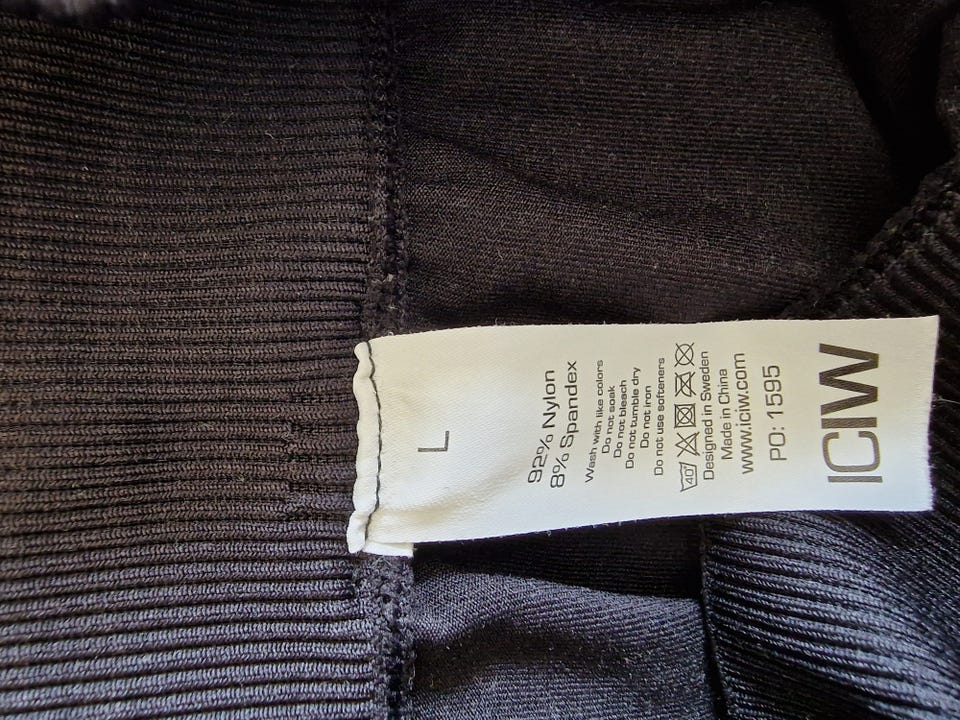 L
92% Nylon
8% Spandex
Wash with like colors
Do not soak
Do not bleach
Do not tumble dry
Do not iron
Do not use softeners
40
Designed in Sweden
Made in China
www.iciw.com
PO: 1595
ICIW